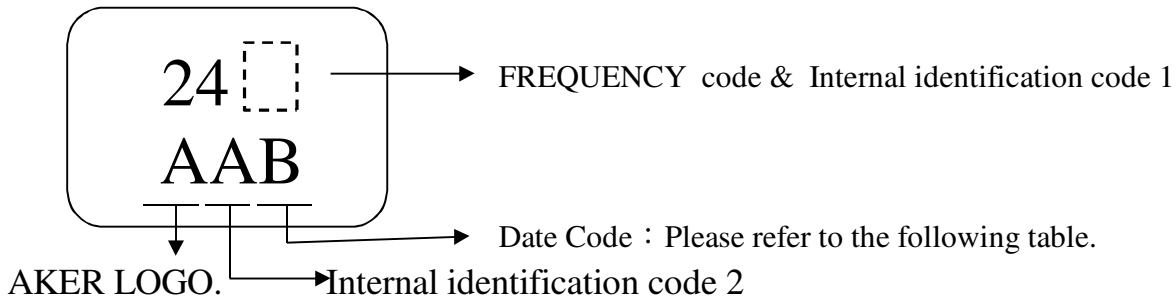 24
FREQUENCY code & Internal identification code 1
AAB
Date Code：Please refer to the following table.
AKER LOGO.
Internal identification code 2